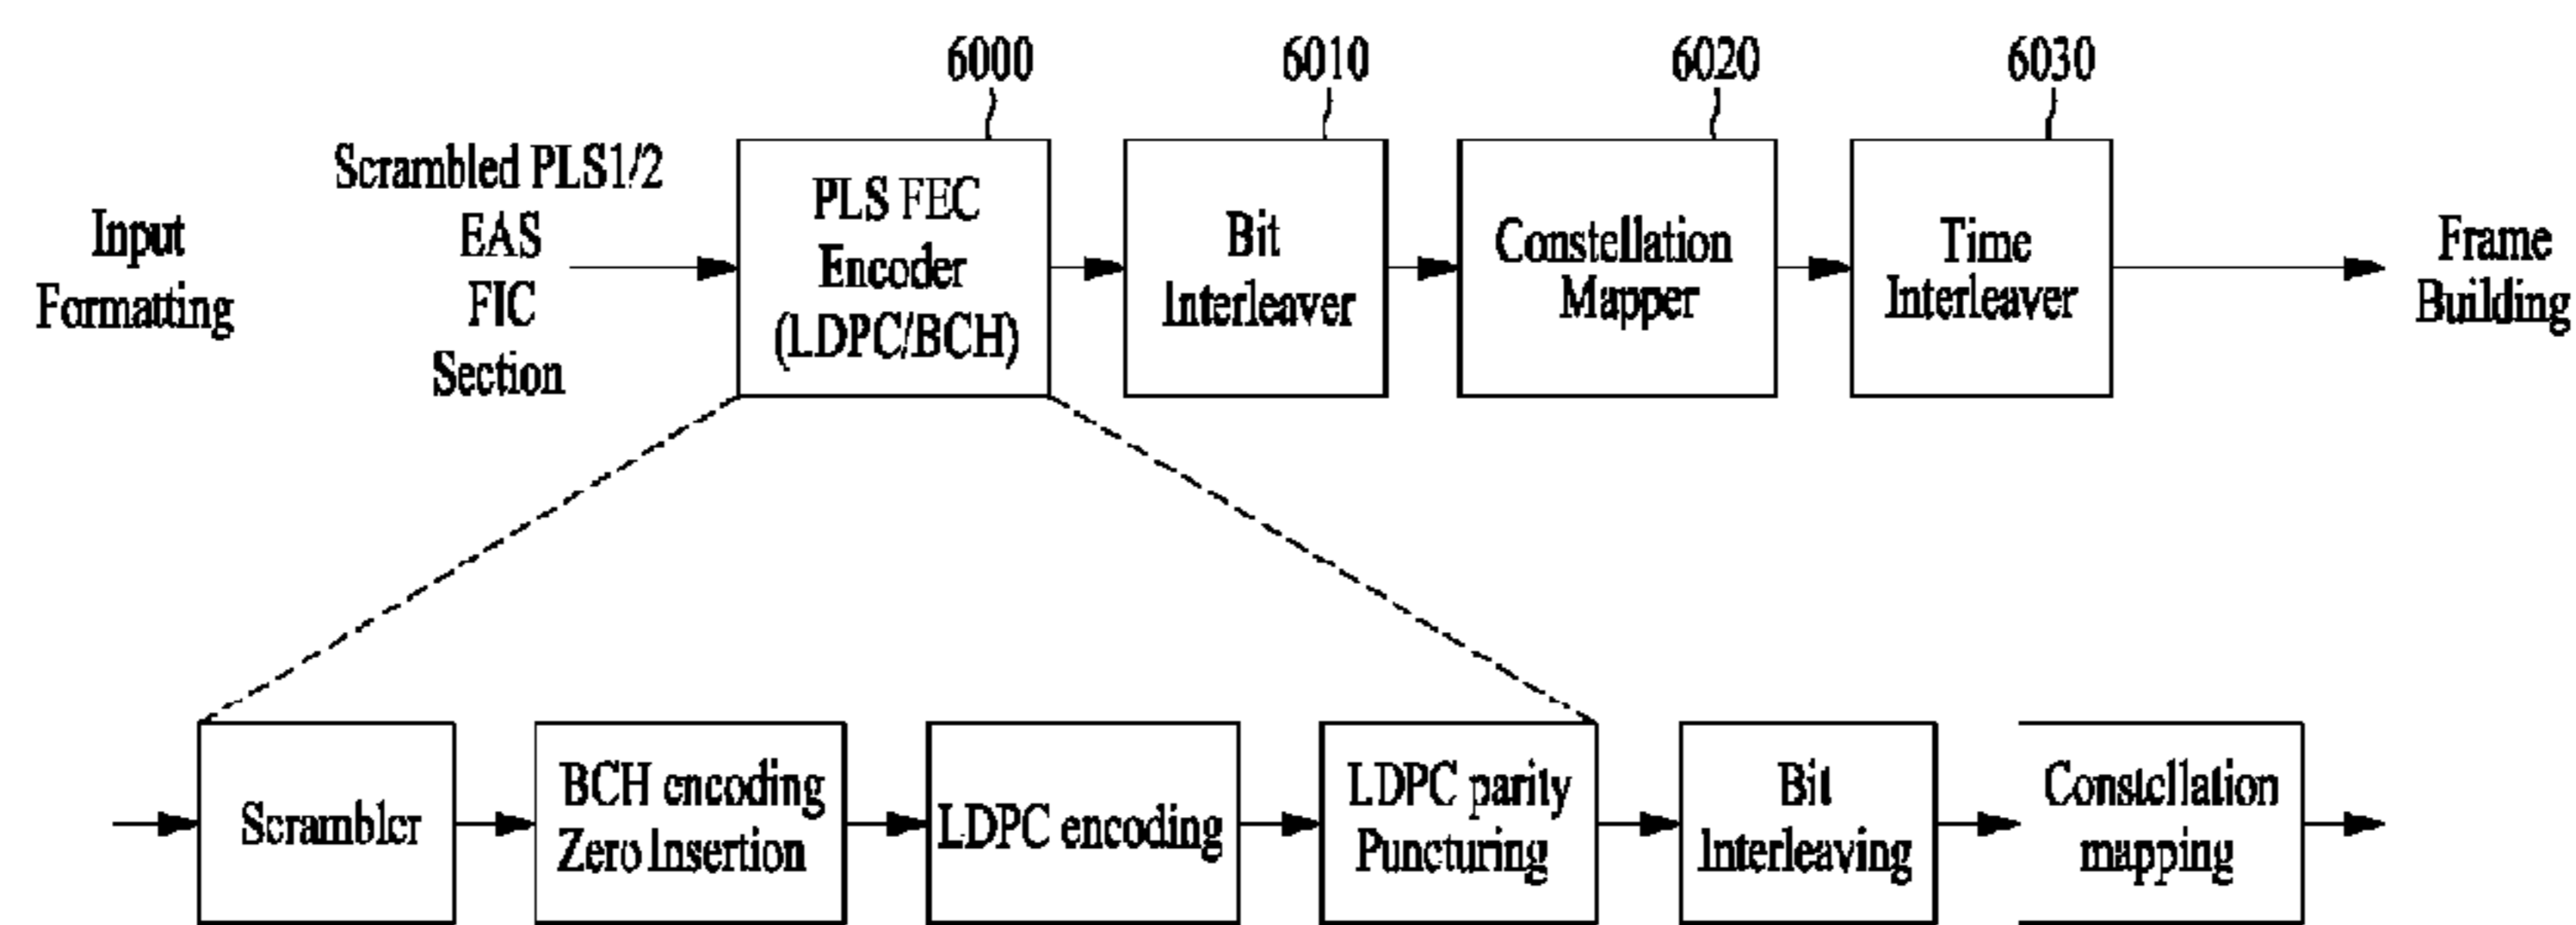 6000
6010
6020
6030
Input
Formatting
Scrambled PLS1/2
EAS
FIC
Section
PLS FEC
Encoder
(LDPC/BCH)
Bit
Interleaver
Constellation
Mapper
Time
Interleaver
Frame
Building
Scrambler
BCH encoding
Zero Insertion
LDPC encoding
LDPC parity
Puncturing
Bit
Interleaving
Constellation
mapping